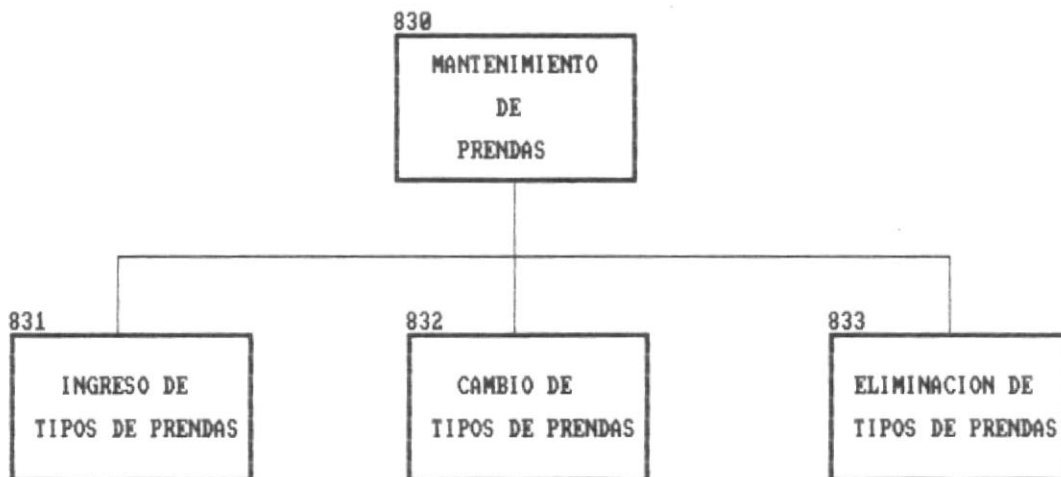 830
MANTENIMIENTO
DE
PRENDAS
831
INGRESO DE
TIPOS DE PRENDAS
832
CAMBIO DE
TIPOS DE PRENDAS
833
ELIMINACION DE
TIPOS DE PRENDAS